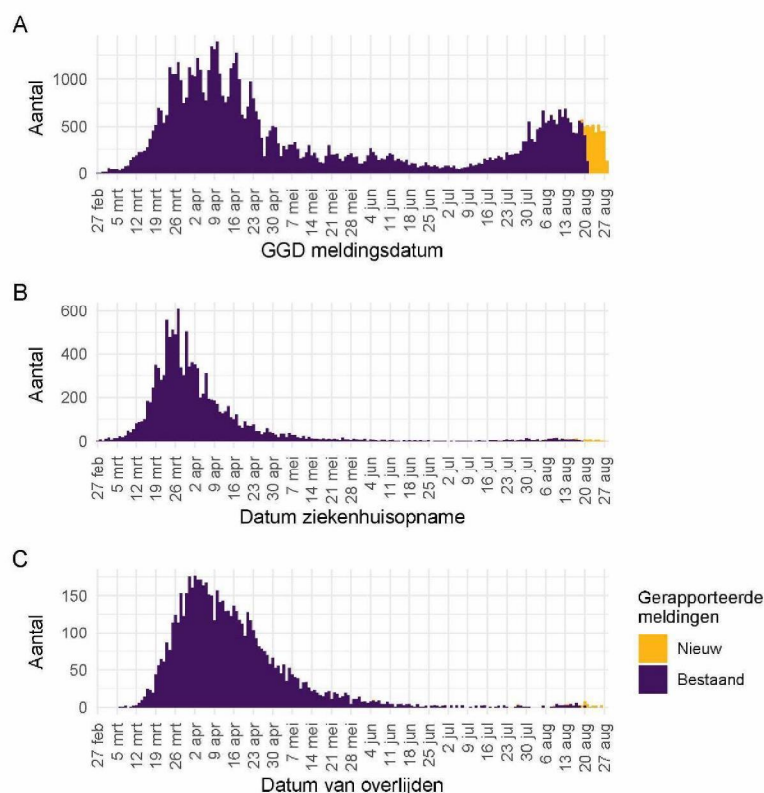 A
Aantal
1000
500
0
27 feb
5 mrt
12 mrt
19 mrt
26 mrt
2 apr
9 apr
16 apr
23 apr
30 apr
7 mei
14 mei
21 mei
28 mei
4 jun
11 jun
18 jun
25 jun
2 jul
9 jul
16 jul
23 jul
30 jul
6 aug
13 aug
20 aug
27 aug
GGD meldingsdatum
B
Aantal
600
400
200
0
27 feb
5 mrt
12 mrt
19 mrt
26 mrt
2 apr
9 apr
16 apr
23 apr
30 apr
7 mei
14 mei
21 mei
28 mei
4 jun
11 jun
18 jun
25 jun
2 jul
9 jul
16 jul
23 jul
30 jul
6 aug
13 aug
20 aug
27 aug
Datum ziekenhuisopname
C
Aantal
150
100
50
0
27 feb
5 mrt
12 mrt
19 mrt
26 mrt
2 apr
9 apr
16 apr
23 apr
30 apr
7 mei
14 mei
21 mei
28 mei
4 jun
11 jun
18 jun
25 jun
2 jul
9 jul
16 jul
23 jul
30 jul
6 aug
13 aug
20 aug
27 aug
Datum van overlijden
Gerapporteerde
meldingen
Nieuw
Bestaand